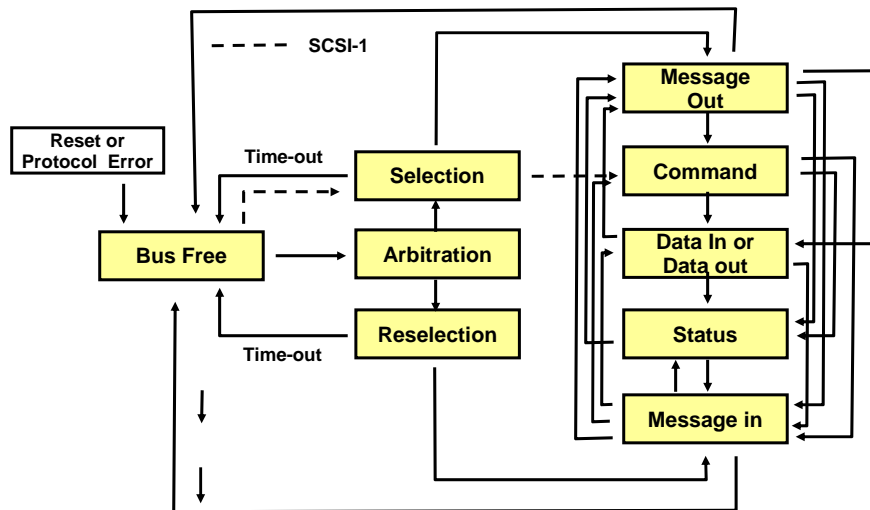 SCSI-1
Message
Out
Reset or
Protocol Error
Time-out
Selection
Command
Bus Free
Arbitration
Data In or
Data out
Reselection
Status
Time-out
Message in